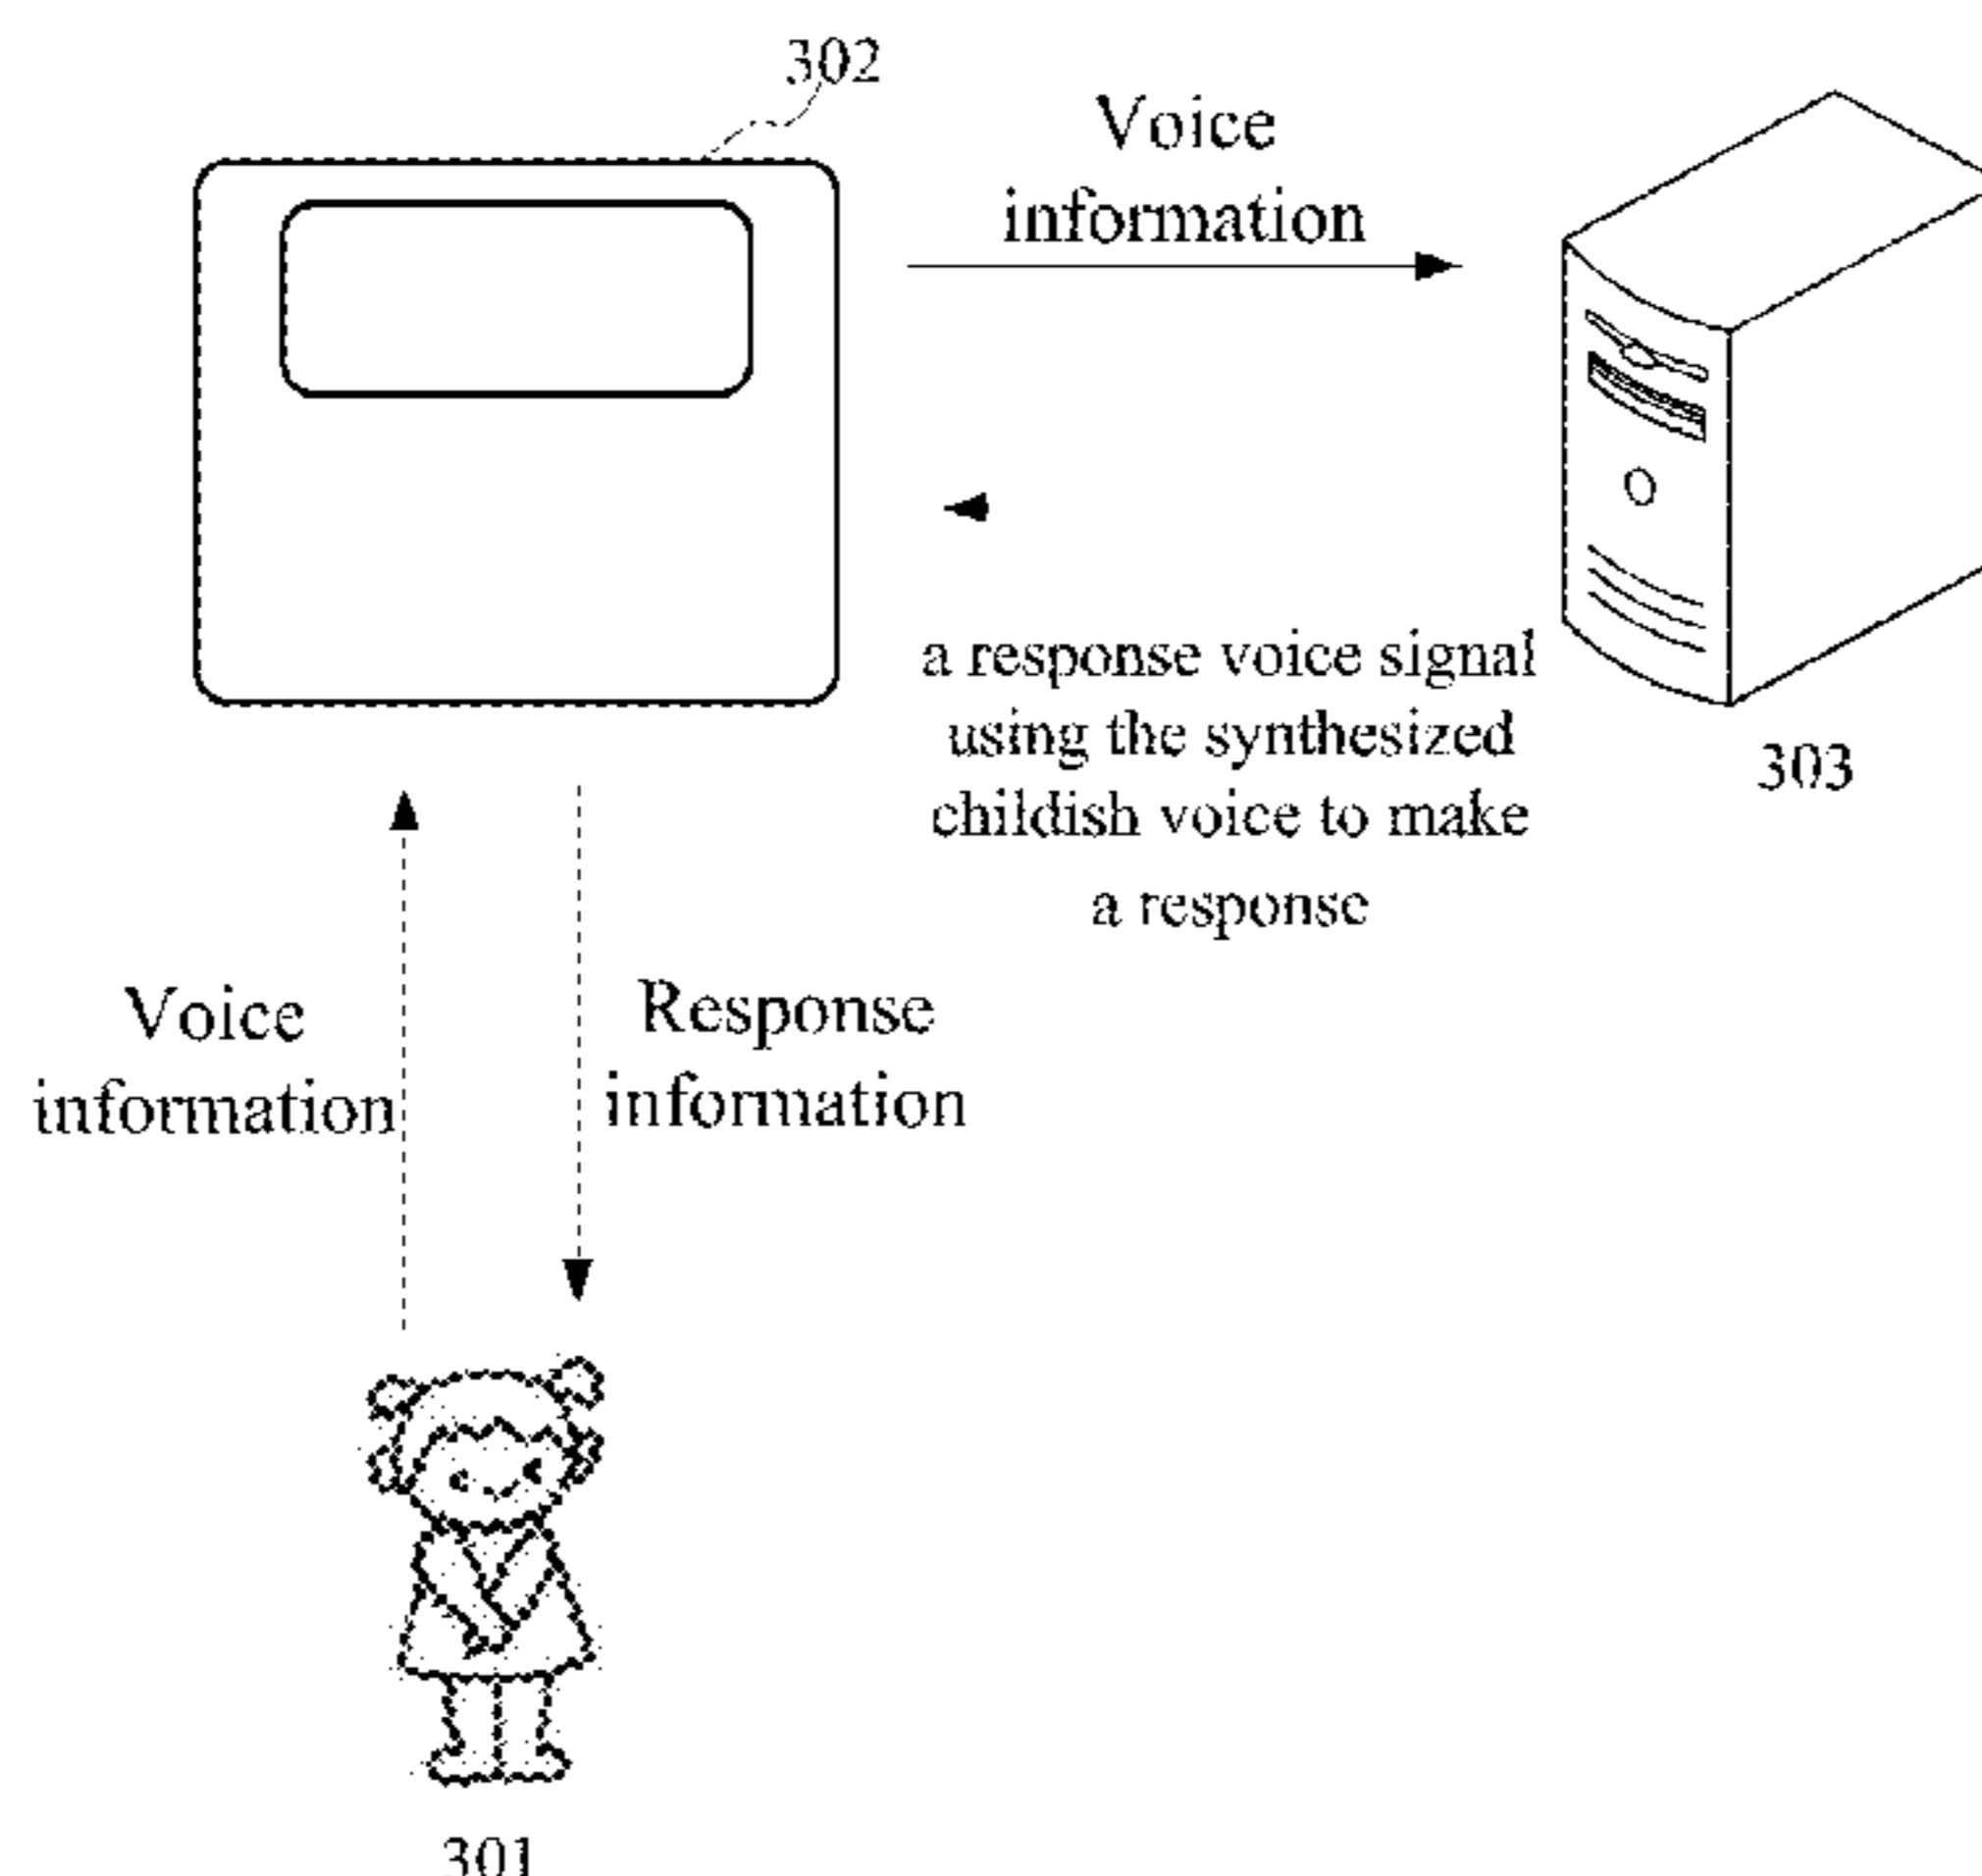 302
Voice
information
a response voice signal
using the synthesized
childish voice to make
a response
303
Voice
information
Response
information
301